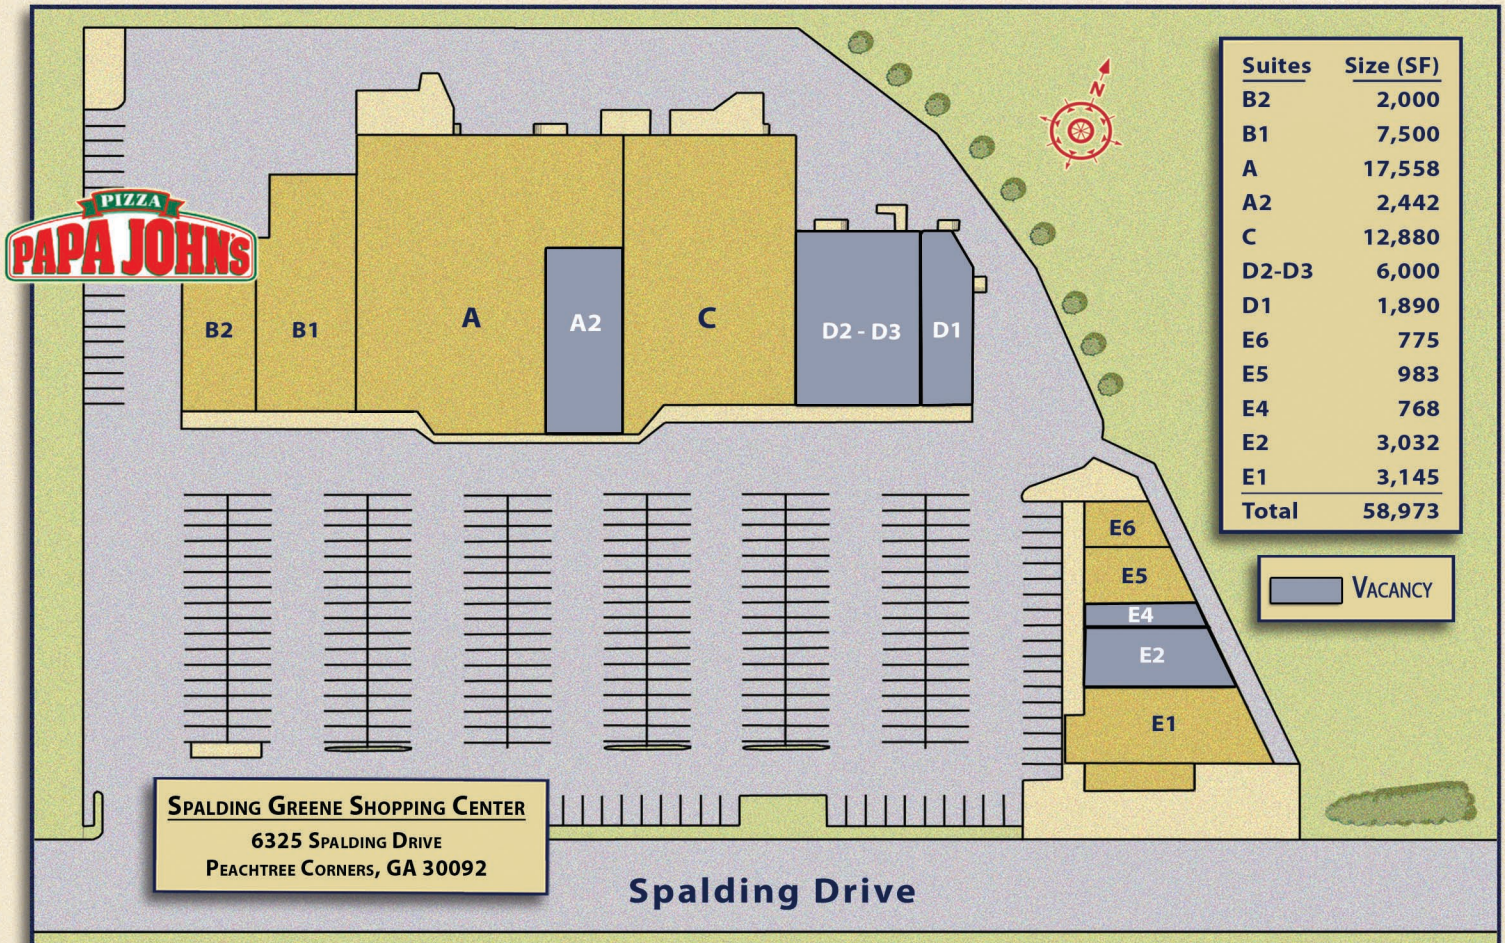 N
Suites Size (SF)
B2 2,000
B1 7,500
A 17,558
A2 2,442
C 12,880
D2-D3 6,000
D1 1,890
E6 775
E5 983
E4 768
E2 3,032
E1 3,145
Total 58,973
VACANCY
PIZZA
PAPA JOHN'S
B2
B1
A
A2
C
D2 - D3
D1
E6
E5
E4
E2
E1
SPALDING GREENE SHOPPING CENTER
6325 SPALDING DRIVE
PEACHTREE CORNERS, GA 30092
Spalding Drive